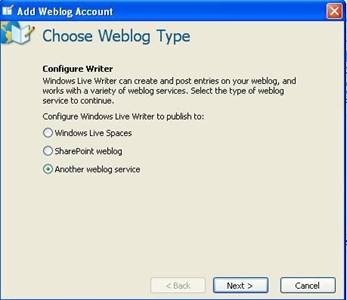 Add Weblog Account
Choose Weblog Type
Configure Writer
Windows Live Writer can create and post entries on your weblog, and
works with a variety of weblog services. Select the type of weblog
service to continue.
Configure Windows Live Writer to publish to:
Windows Live Spaces
SharePoint weblog
Another weblog service
< Back
Next >
Cancel